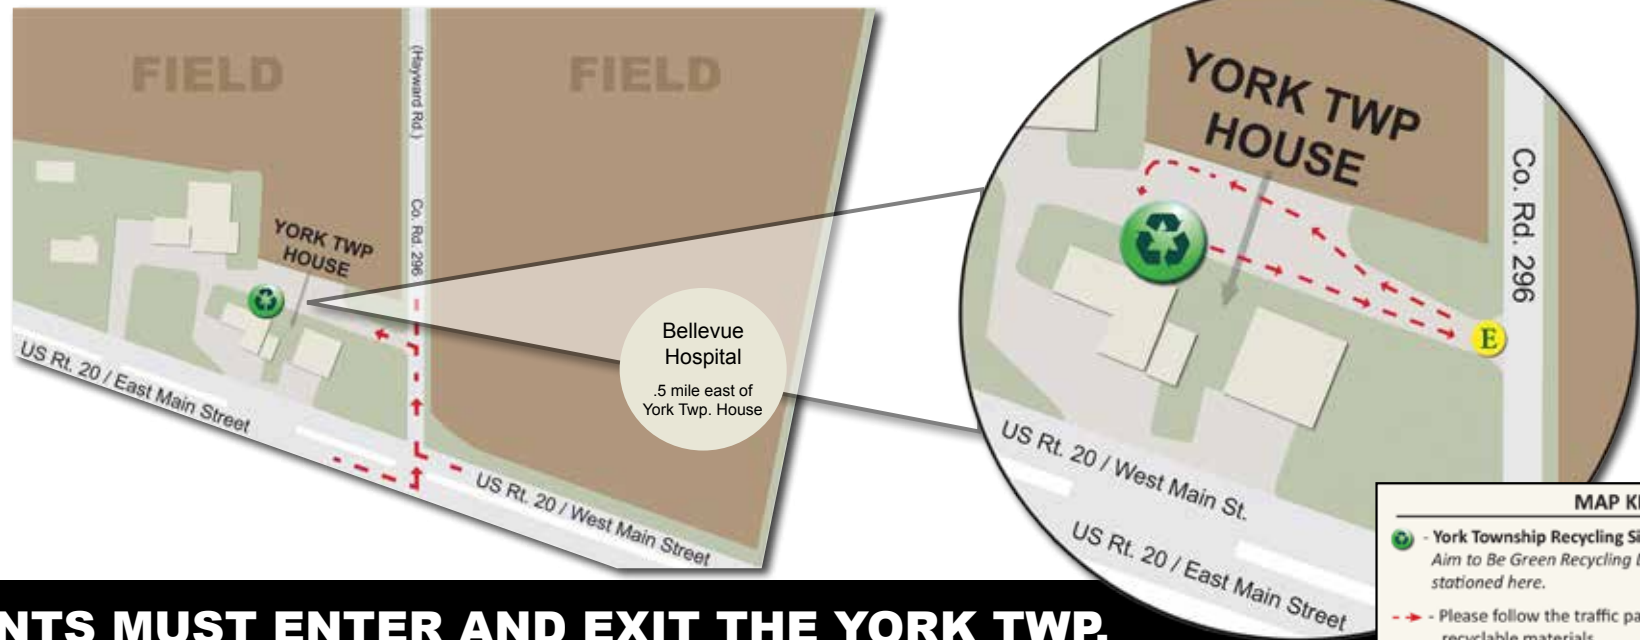 FIELD
(Hayward Rd.)
FIELD
Co. Rd. 296
YORK TWP
HOUSE
US Rt. 20 / East Main Street
Bellevue
Hospital
.5 mile east of
York Twp. House
US Rt. 20 / West Main Street
YORK TWP
HOUSE
Co. Rd. 296
E
US Rt. 20 / West Main St.
US Rt. 20 / East Main Street
MAP
- York Township Recycling
Aim to Be Green Recycling
stationed here.
- Please follow the traffic
recyclable materials
NTS MUST ENTER AND EXIT THE YORK TWP.